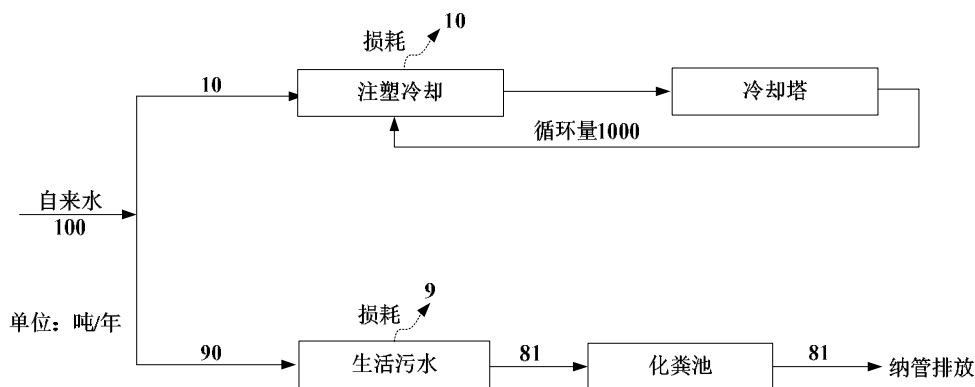 损耗 10
10
注塑冷却
冷却塔
循环量1000
自来水
100
单位：吨/年
损耗 9
90
生活污水
81
化粪池
81
纳管排放